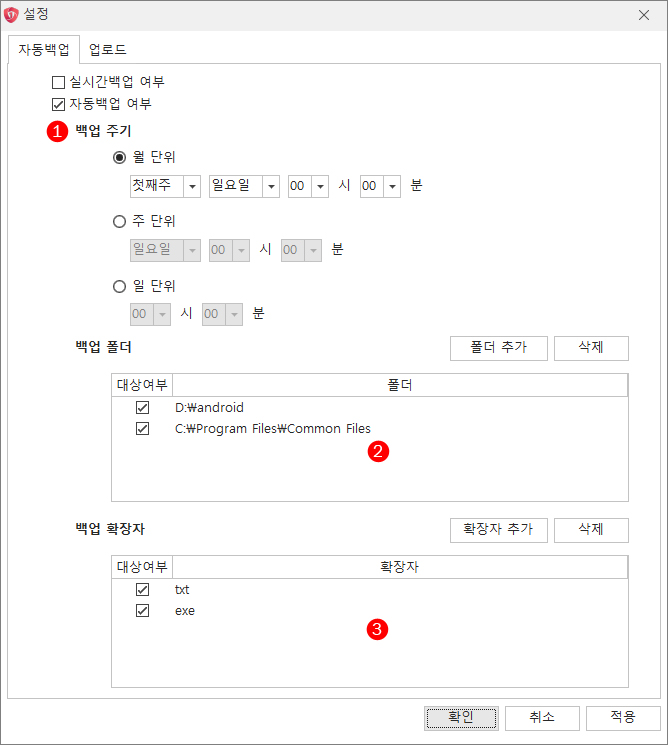 설정
자동백업 업로드
실시간백업 여부
자동백업 여부
1 백업 주기
월 단위
첫째주 일요일 00 시 00 분
주 단위
일요일 00 시 00 분
일 단위
00 시 00 분
백업 폴더 폴더 추가 삭제
대상여부 폴더
D:₩android
C:₩Program Files₩Common Files
2
백업 확장자 확장자 추가 삭제
대상여부 확장자
txt
exe
3
확인 취소 적용